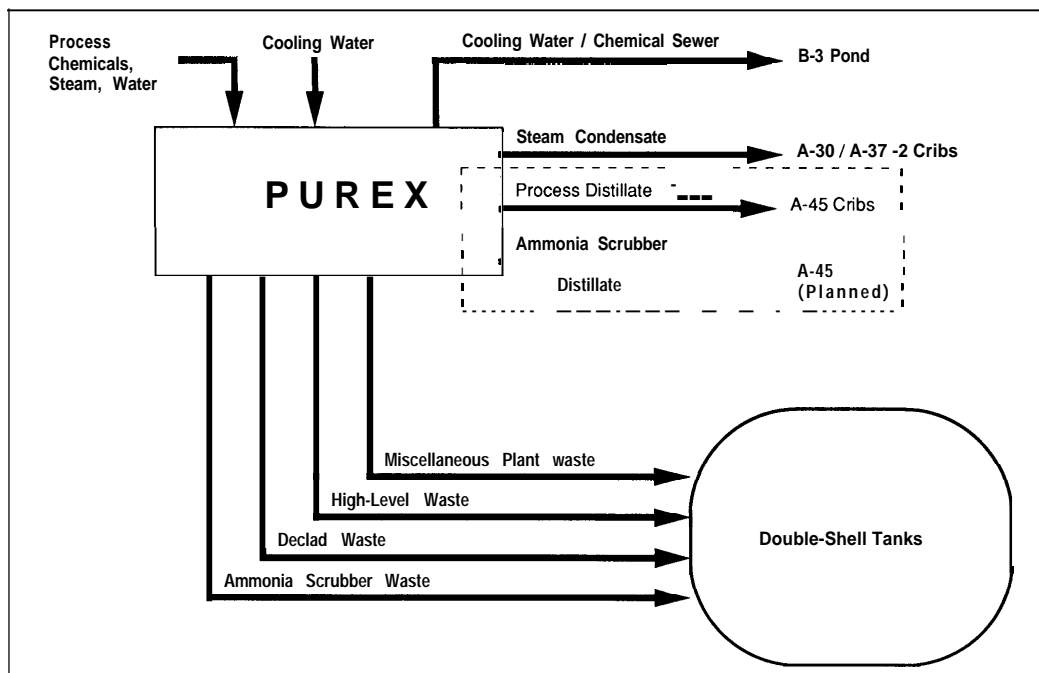 Process
Chemicals,
Steam, Water
Cooling Water
Cooling Water / Chemical Sewer
B-3 Pond
PUREX
Steam Condensate
A-30 / A-37 -2 Cribs
Process Distillate
A-45 Cribs
Ammonia Scrubber
Distillate
A-45
(Planned)
Miscellaneous Plant waste
High-Level Waste
Declad Waste
Ammonia Scrubber Waste
Double-Shell Tanks